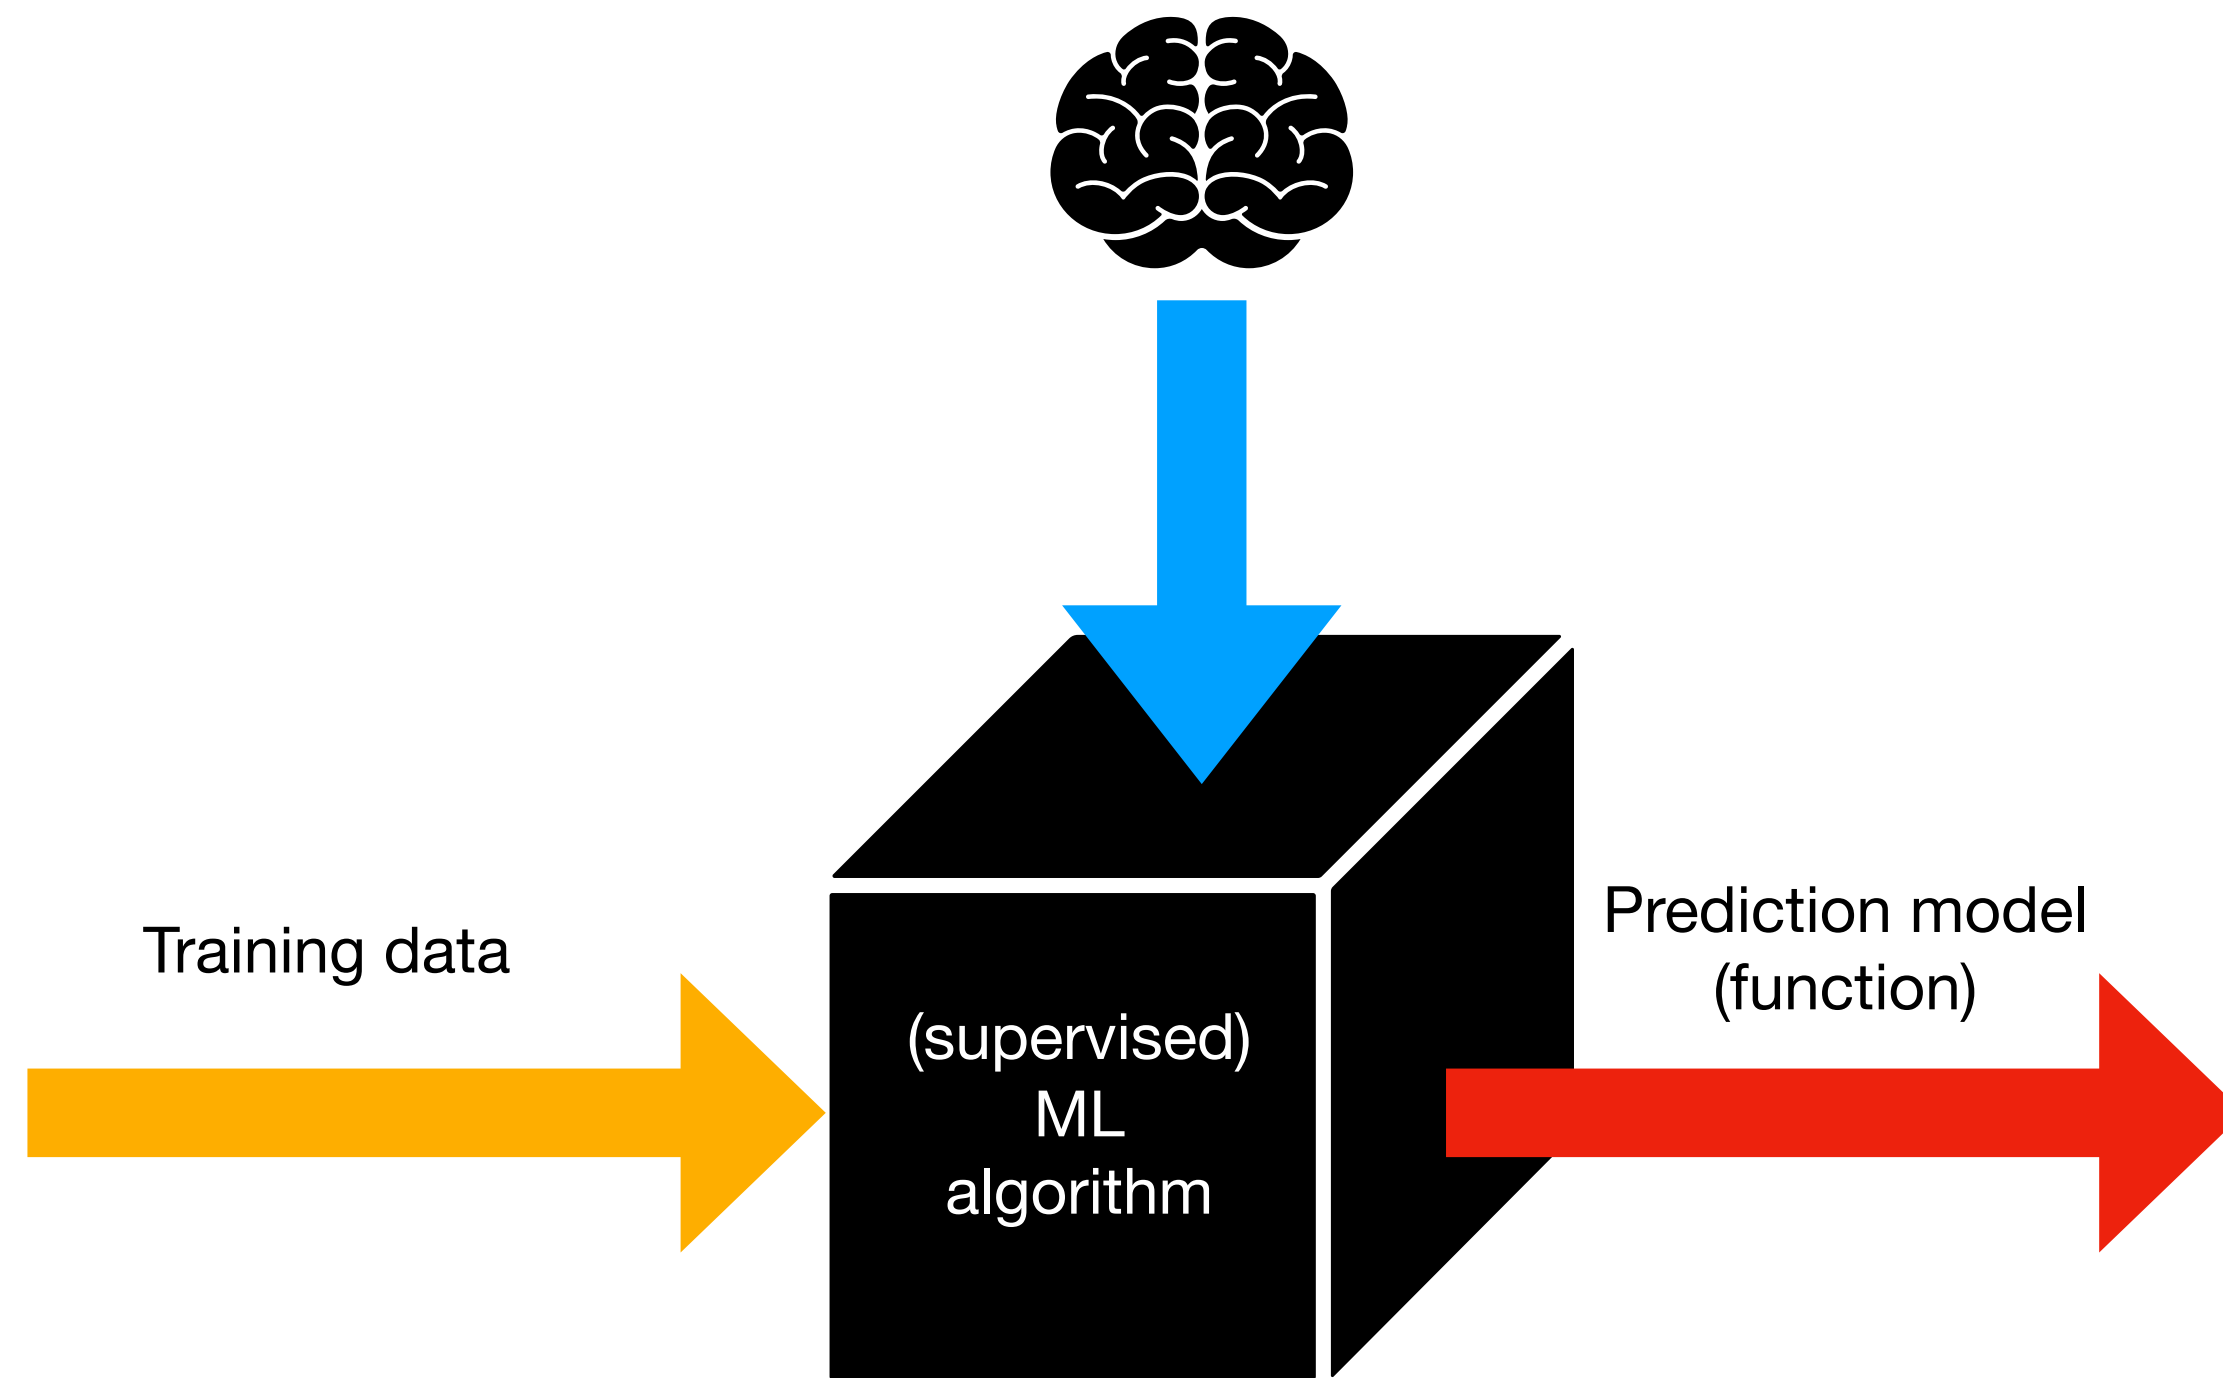 Training data
(supervised)
ML
algorithm
Prediction model
(function)